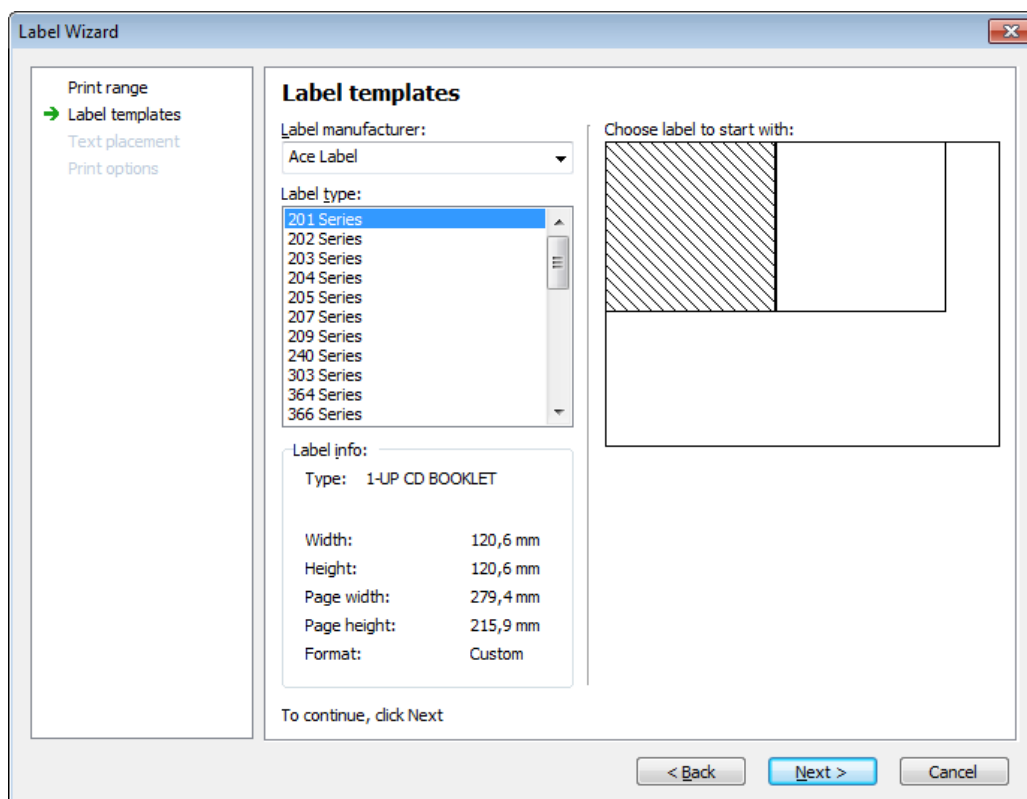 Label Wizard
Print range
Label templates
Text placement
Print options
Label templates
Label manufacturer:
Ace Label
Label type:
201 Series
202 Series
203 Series
204 Series
205 Series
207 Series
209 Series
240 Series
303 Series
364 Series
366 Series
Label info:
Type: 1-UP CD BOOKLET
Width: 120,6 mm
Height: 120,6 mm
Page width: 279,4 mm
Page height: 215,9 mm
Format: Custom
To continue, click Next
Choose label to start with:
< Back Next > Cancel